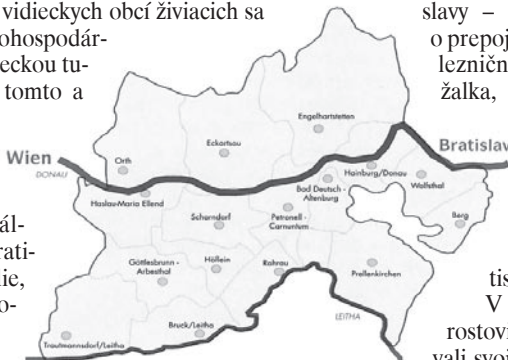 vidieckych obcí živiacich sa
ohospodár-
eckou tu-
tomto a
ál-
rati-
nie,
o-
slavy –
o prepoj
lezničn
žalka,
tis
V
rostovi
vali svoj
Engelhartstetten
Eckartsau
Orth
Wien
DONAU
Bratislav
Hainburg/Donau
Wolfsthal
Bad Deutsch -
Altenburg
Haslau-Maria Ellend
Petronell -
Carnuntum
Scharndorf
Berg
Göttlesbrunn -
Arbesthal
Höflein
Rohrau
Prellenkirchen
LEITHA
Bruck/Leitha
Trautmannsdorf/Leitha